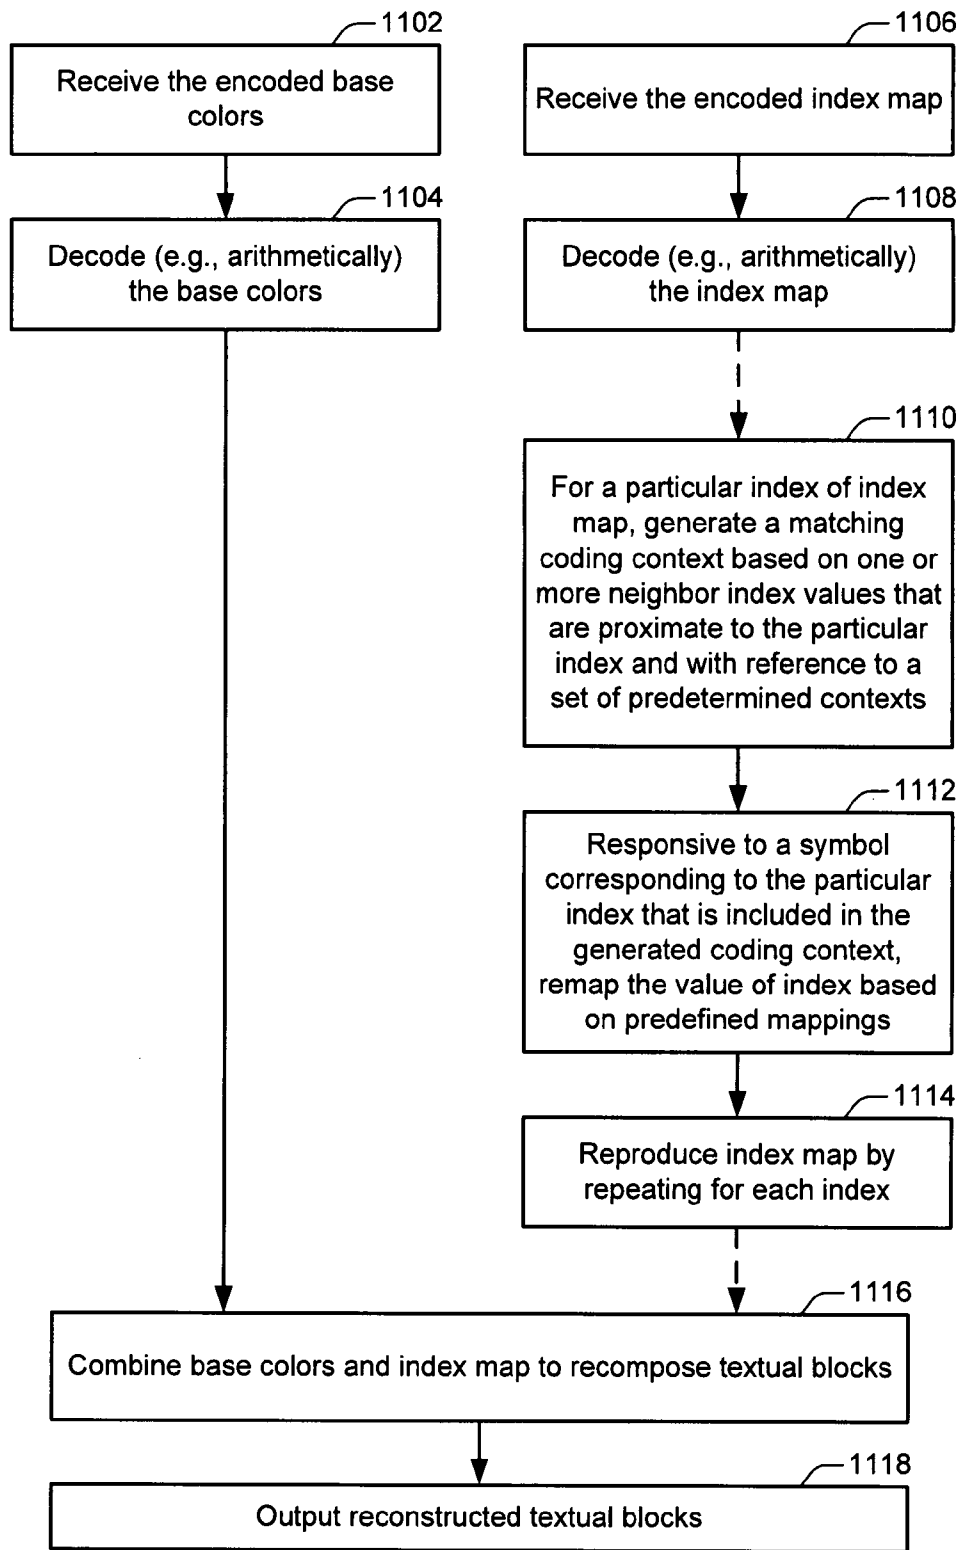 1102
Receive the encoded base
colors
1104
Decode (e.g., arithmetically)
the base colors
1106
Receive the encoded index map
1108
Decode (e.g., arithmetically)
the index map
1110
For a particular index of index
map, generate a matching
coding context based on one or
more neighbor index values that
are proximate to the particular
index and with reference to a
set of predetermined contexts
1112
Responsive to a symbol
corresponding to the particular
index that is included in the
generated coding context,
remap the value of index based
on predefined mappings
1114
Reproduce index map by
repeating for each index
1116
Combine base colors and index map to recompose textual blocks
1118
Output reconstructed textual blocks